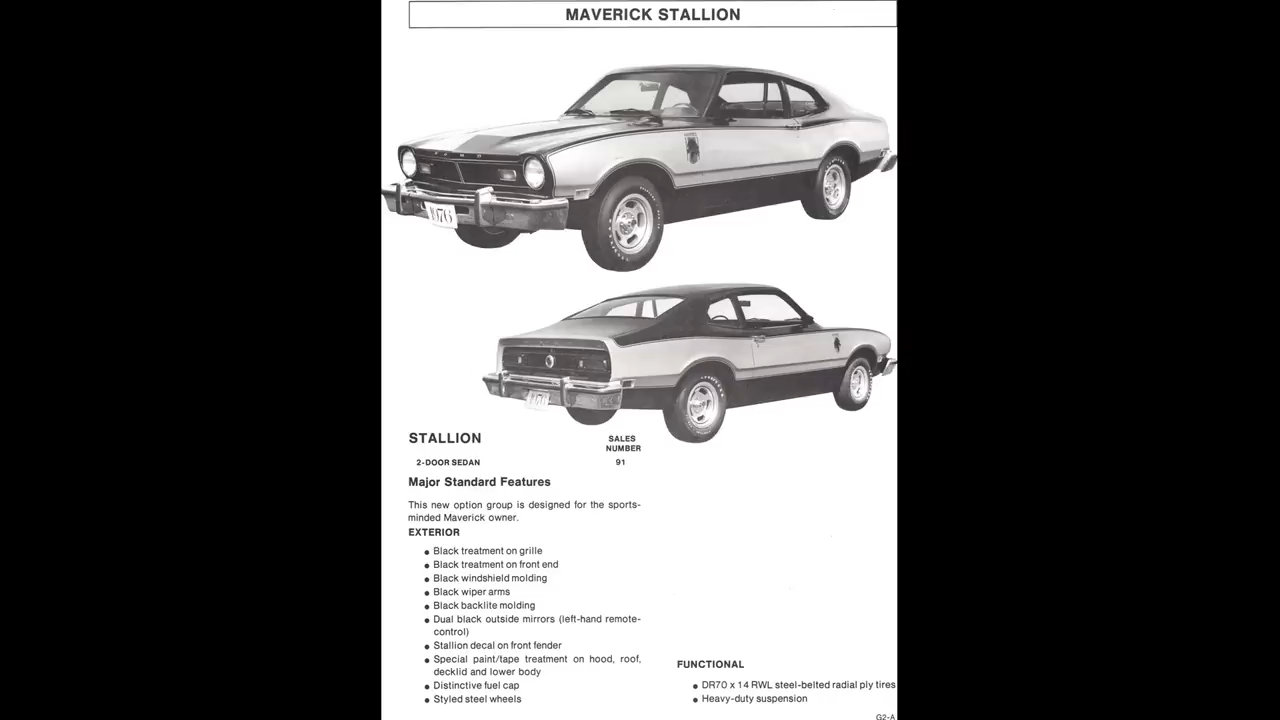 MAVERICK STALLION
FORD
1976
STALLION
SALES
NUMBER
2-DOOR SEDAN
91
Major Standard Features
This new option group is designed for the sports-
minded Maverick owner.
EXTERIOR
● Black treatment on grille
● Black treatment on front end
● Black windshield molding
● Black wiper arms
● Black backlite molding
● Dual black outside mirrors (left-hand remote-
control)
● Stallion decal on front fender
● Special paint/tape treatment on hood, roof,
decklid and lower body
● Distinctive fuel cap
● Styled steel wheels
FUNCTIONAL
● DR70 x 14 RWL steel-belted radial ply tires
● Heavy-duty suspension
G2-A